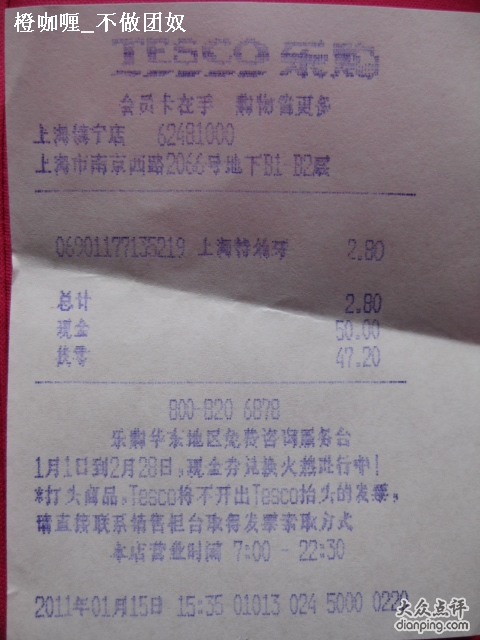 橙咖喱_不做团奴
TESCO 乐购
会员卡在手 购物省更多
上海镇宁店 62481000
上海市南京西路2066号地下B1-B2层
06901177135219 上海特 牙 2.80
总计 2.80
现金 50.00
找零 47.20
800-820 6878
乐购华东地区免费咨询服务台
1月1日到2月28日,现金券兑换火热进行中!
*打头商品,Tesco将不开出Tesco抬头的发票,
请直接联系销售柜台取得发票索取方式
本店营业时间 7:00 - 22:30
2011年01月15日 15:35 01013 024 5000 0220
大众点评
dianping.com